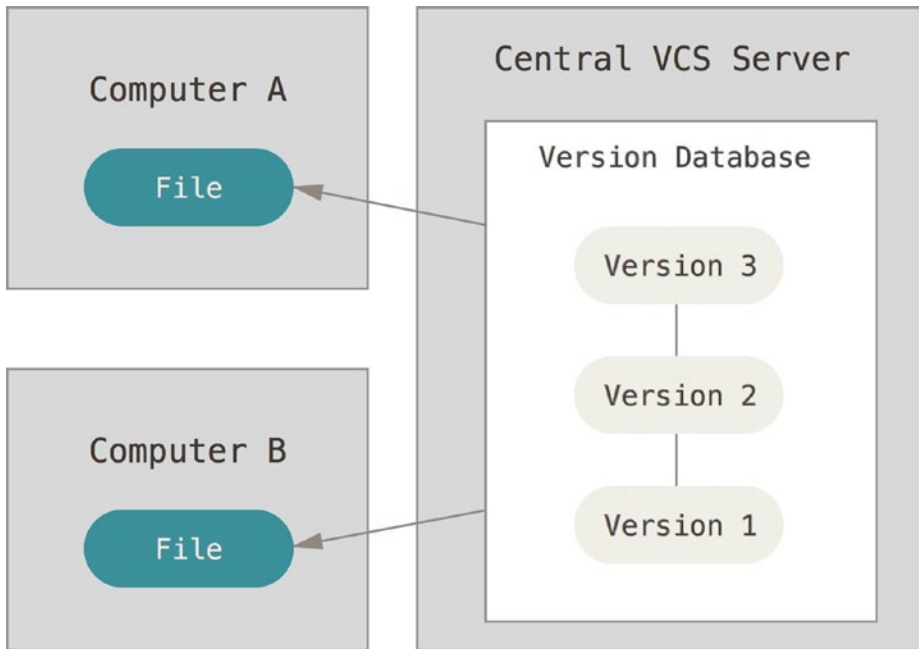 Computer A
File
Computer B
File
Central VCS Server
Version Database
Version 3
Version 2
Version 1